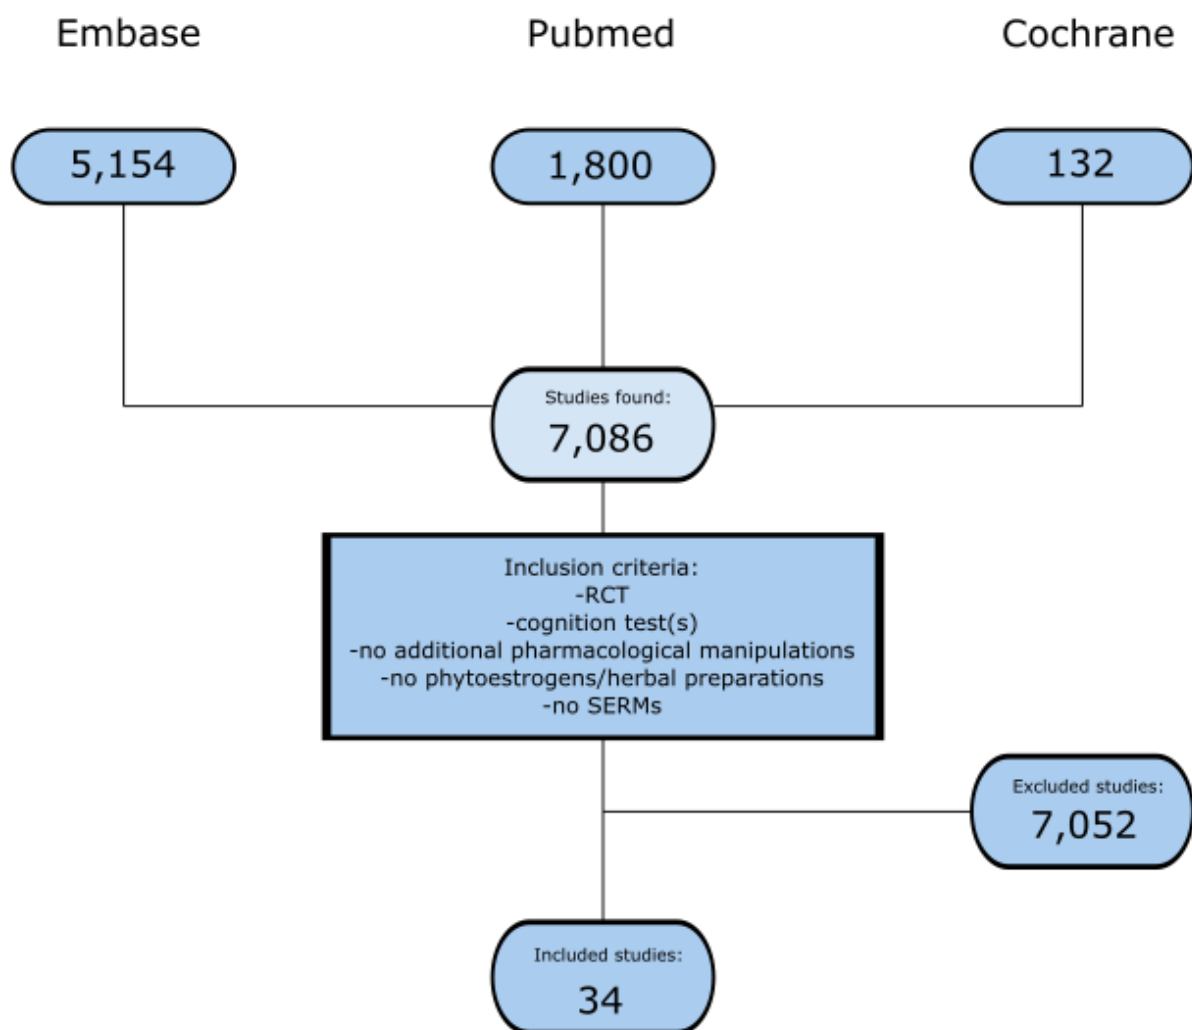 Embase
Pubmed
Cochrane
5,154
1,800
132
Studies found:
7,086
Inclusion criteria:
-RCT
-cognition test(s)
-no additional pharmacological manipulations
-no phytoestrogens/herbal preparations
-no SERMs
Excluded studies:
7,052
Included studies:
34